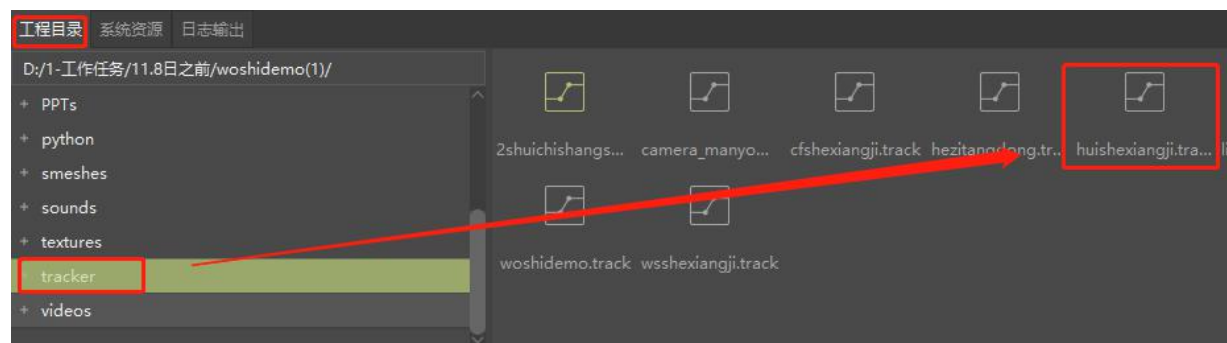 工程目录 系统资源 日志输出
D:/1-工作任务/11.8日之前/woshidemo(1)/
+ PPTs
+ python
+ smeshes
+ sounds
+ textures
+ tracker
+ videos
2shuichishangs... camera_manyo... cfshexiangji.track hezitangdong.tr... huishexiangji.tra... li
woshidemo.track wsshexiangji.track